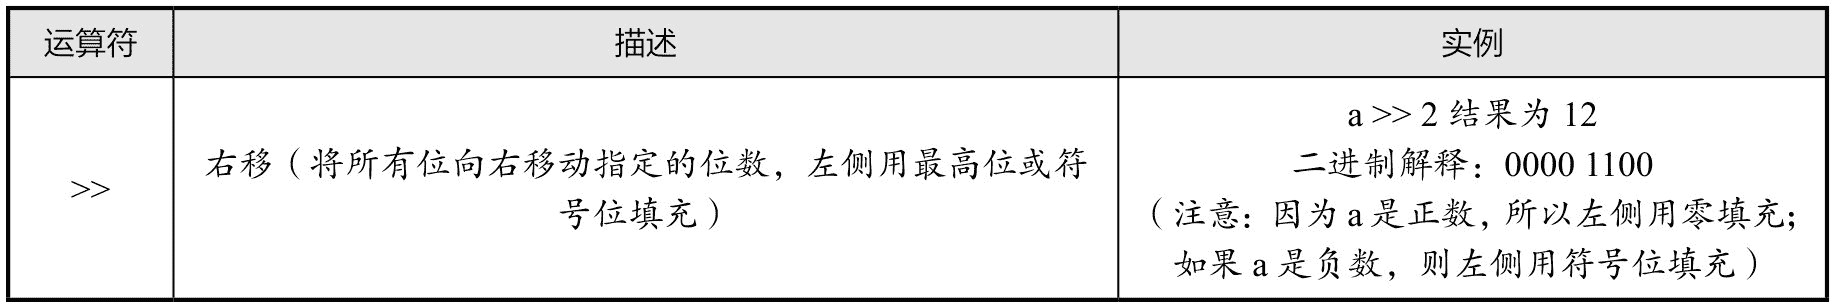 运算符 描述 实例
>> 右移（将所有位向右移动指定的位数，左侧用最高位或符
号位填充）
a >> 2 结果为 12
二进制解释：0000 1100
（注意：因为 a 是正数，所以左侧用零填充；
如果 a 是负数，则左侧用符号位填充）